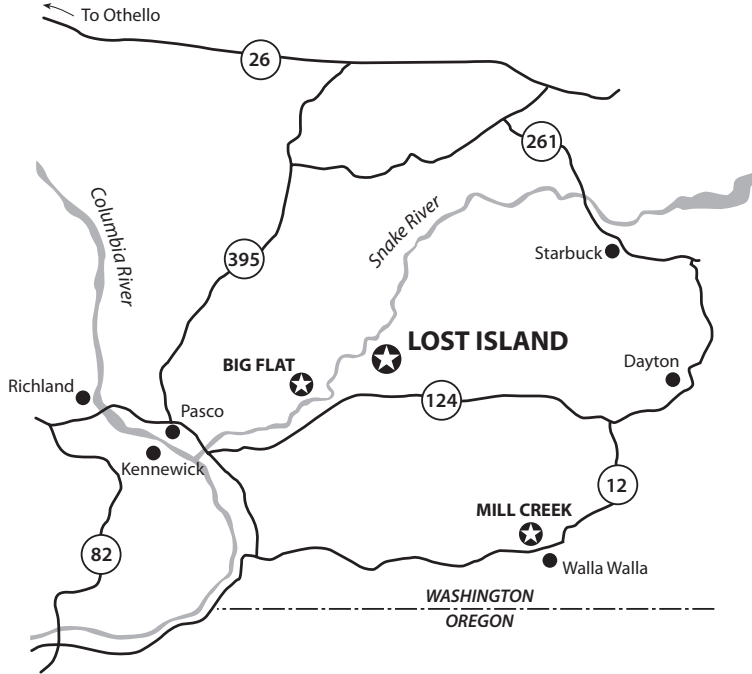 To Othello
26
261
Columbia River
Snake River
395
Starbuck
LOST ISLAND
BIG FLAT
Dayton
Richland
124
Pasco
Kennewick
12
MILL CREEK
82
Walla Walla
WASHINGTON
OREGON